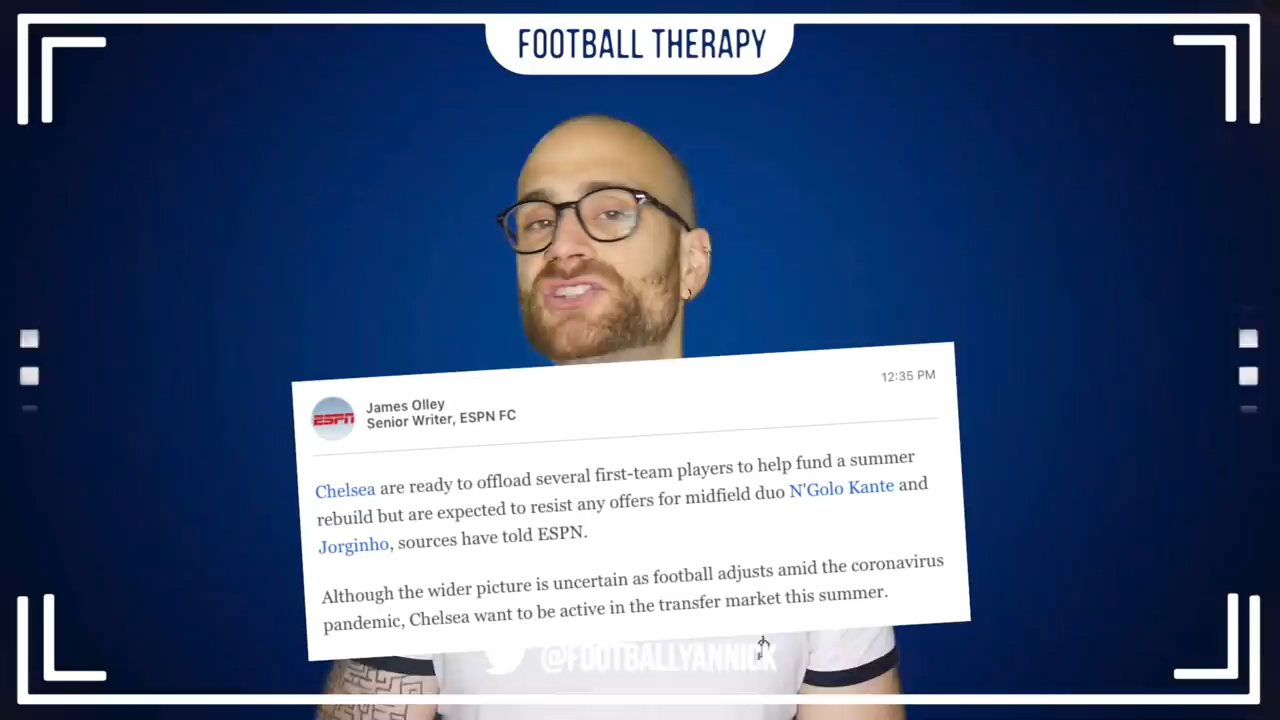 FOOTBALL THERAPY
12:35 PM
ESPN
James Olley
Senior Writer, ESPN FC
Chelsea are ready to offload several first-team players to help fund a summer
rebuild but are expected to resist any offers for midfield duo N'Golo Kante and
Jorginho, sources have told ESPN.
Although the wider picture is uncertain as football adjusts amid the coronavirus
pandemic, Chelsea want to be active in the transfer market this summer.
@FOOTBALLYANNICK